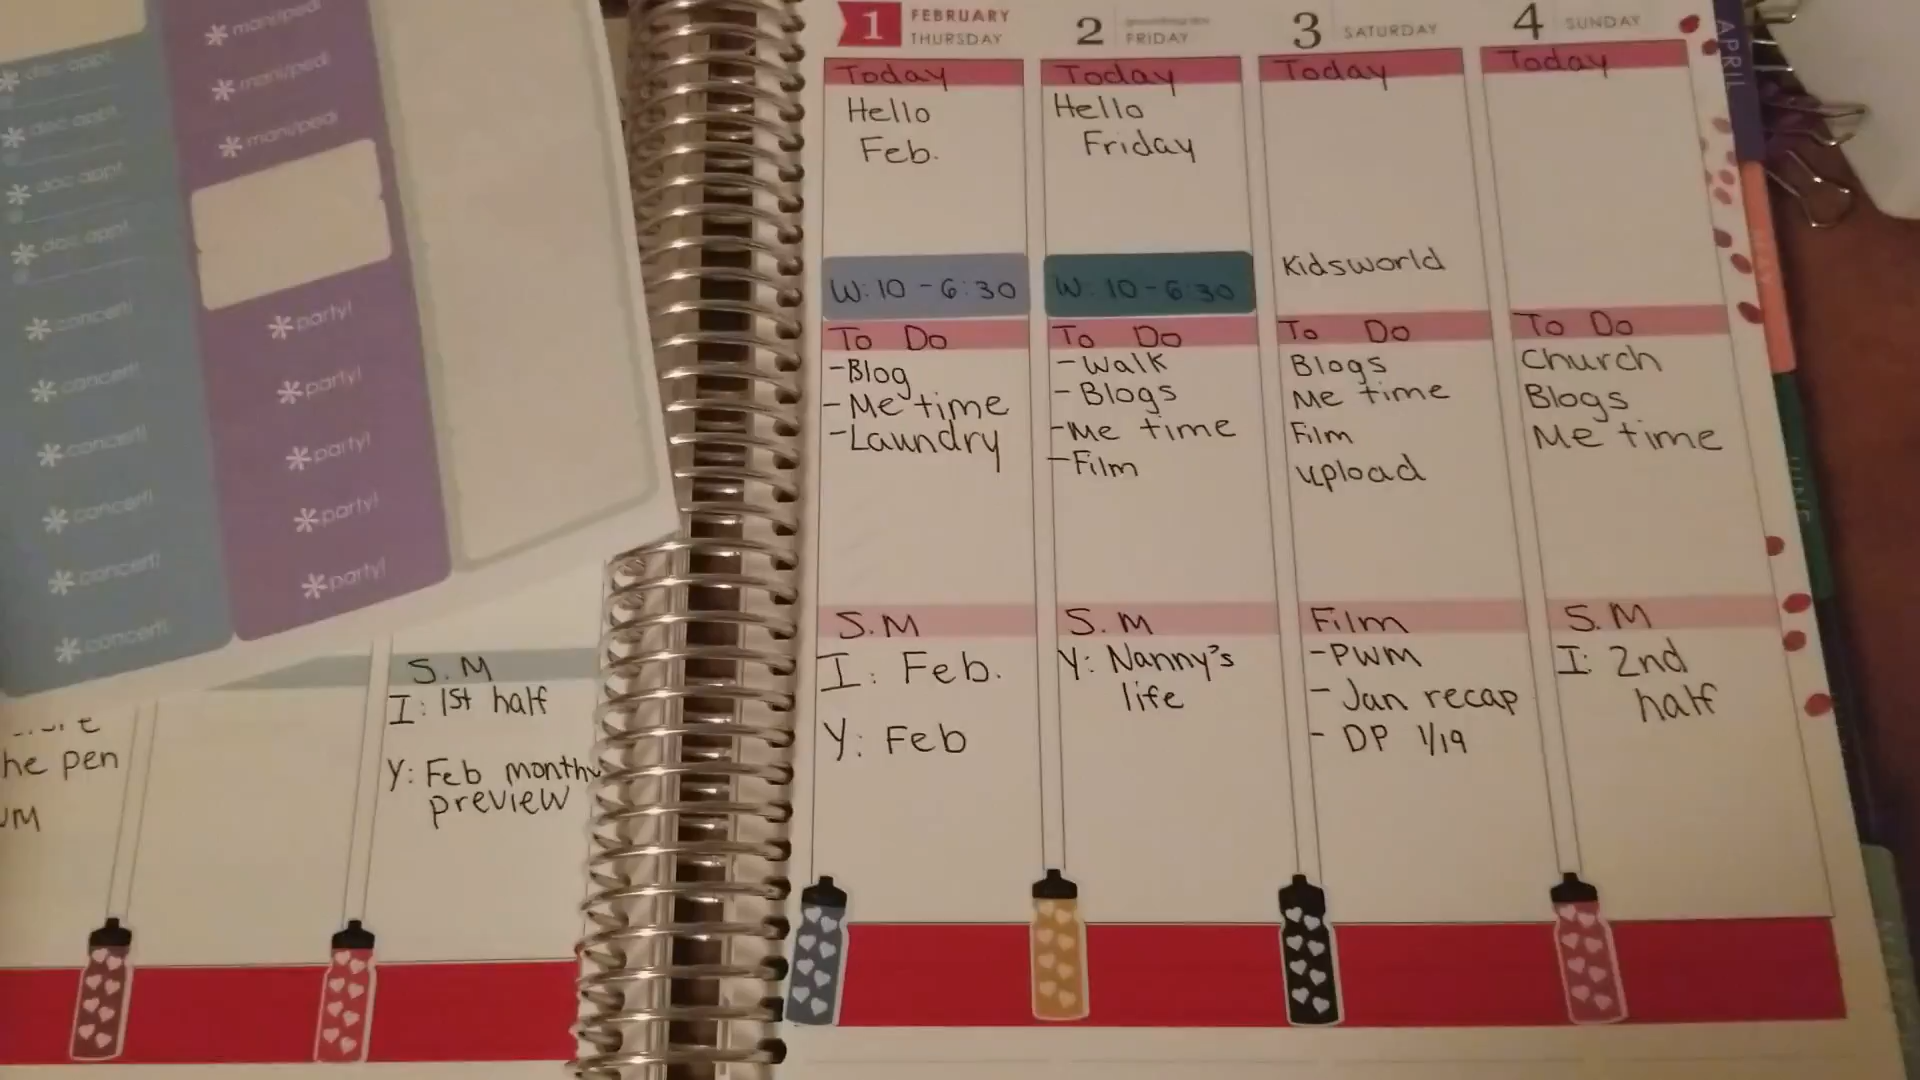 mani/pedi
mani/pedi
mani/pedi
party!
party!
party!
party!
party!
doc appt.
doc appt.
doc appt.
doc appt.
concert!
concert!
concert!
concert!
concert!
concert!
he pen
S.M
I: 1st half
Y: Feb month
preview
1 FEBRUARY
THURSDAY
Today
Hello
Feb.
W: 10-6:30
To Do
-Blog
-Me time
-Laundry
S.M
I: Feb.
Y: Feb
2
FRIDAY
Today
Hello
Friday
W: 10-6:30
To Do
-Walk
-Blogs
-Me time
-Film
S.M
Y: Nanny's
life
3 SATURDAY
Today
Kidsworld
To Do
Blogs
Me time
Film
upload
Film
-PWM
- Jan recap
- DP 1/19
4 SUNDAY
Today
To Do
Church
Blogs
Me time
S.M
I: 2nd
half
APRIL
JUNE